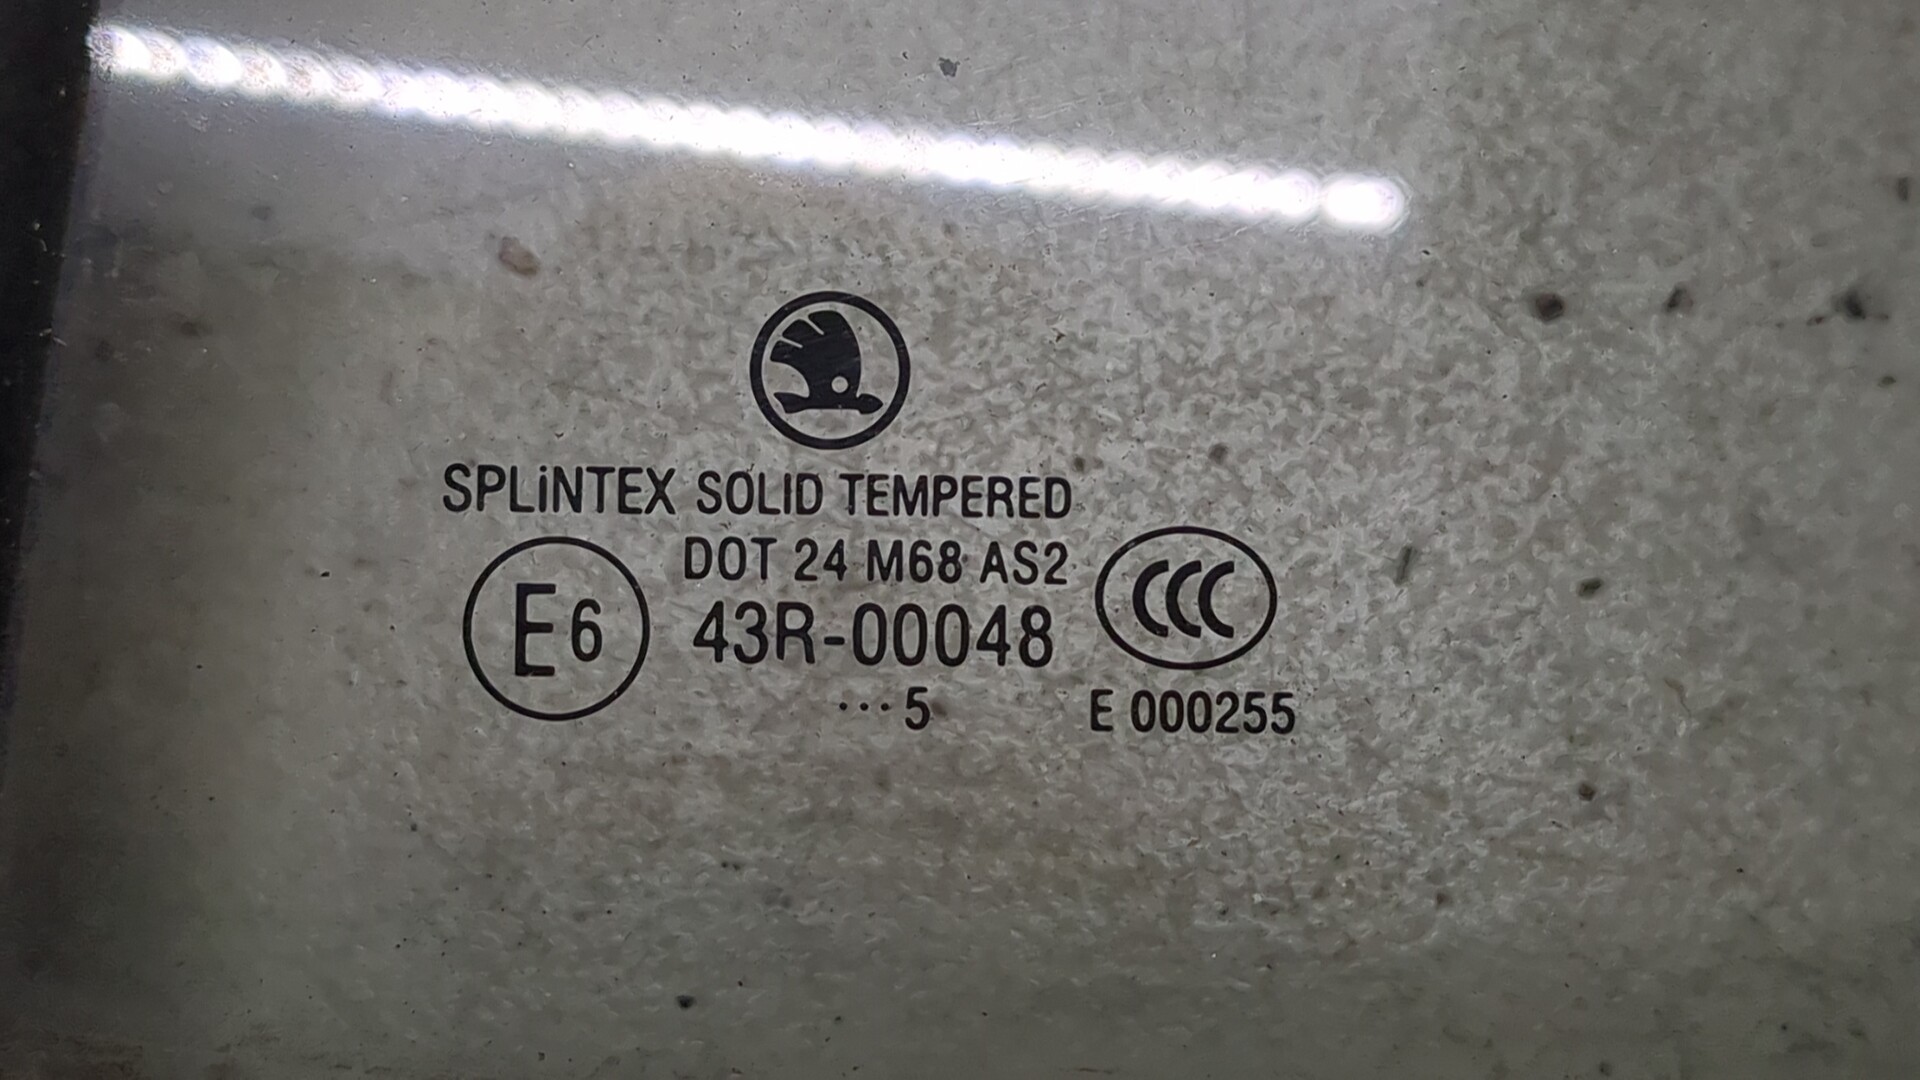 SPLiNTEX SOLID TEMPERED
DOT 24 M68 AS2
E6
43R-00048
CCC
···5
E 000255